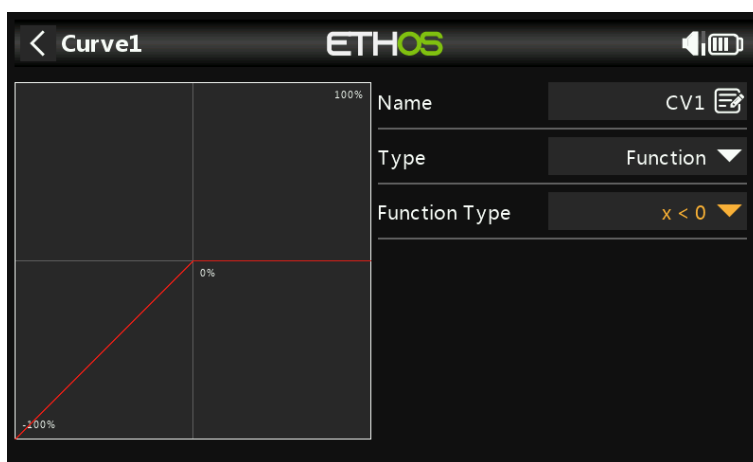 Curve1
ETHOS
100%
0%
-100%
Name CV1
Type Function
Function Type x < 0